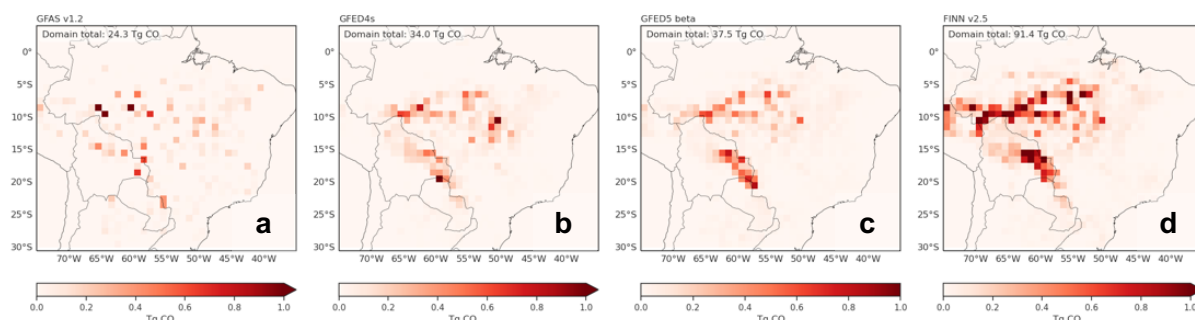 GFAS v1.2
Domain total: 24.3 Tg CO
0°
5°S
10°S
15°S
20°S
25°S
30°S
a
70°W 65°W 60°W 55°W 50°W 45°W 40°W
0.0 0.2 0.4 0.6 0.8 1.0
Tg CO
GFED4s
Domain total: 34.0 Tg CO
0°
5°S
10°S
15°S
20°S
25°S
30°S
b
70°W 65°W 60°W 55°W 50°W 45°W 40°W
0.0 0.2 0.4 0.6 0.8 1.0
Tg CO
GFED5 beta
Domain total: 37.5 Tg CO
0°
5°S
10°S
15°S
20°S
25°S
30°S
c
70°W 65°W 60°W 55°W 50°W 45°W 40°W
0.0 0.2 0.4 0.6 0.8 1.0
Tg CO
FINN v2.5
Domain total: 91.4 Tg CO
0°
5°S
10°S
15°S
20°S
25°S
30°S
d
70°W 65°W 60°W 55°W 50°W 45°W 40°W
0.0 0.2 0.4 0.6 0.8 1.0
Tg CO